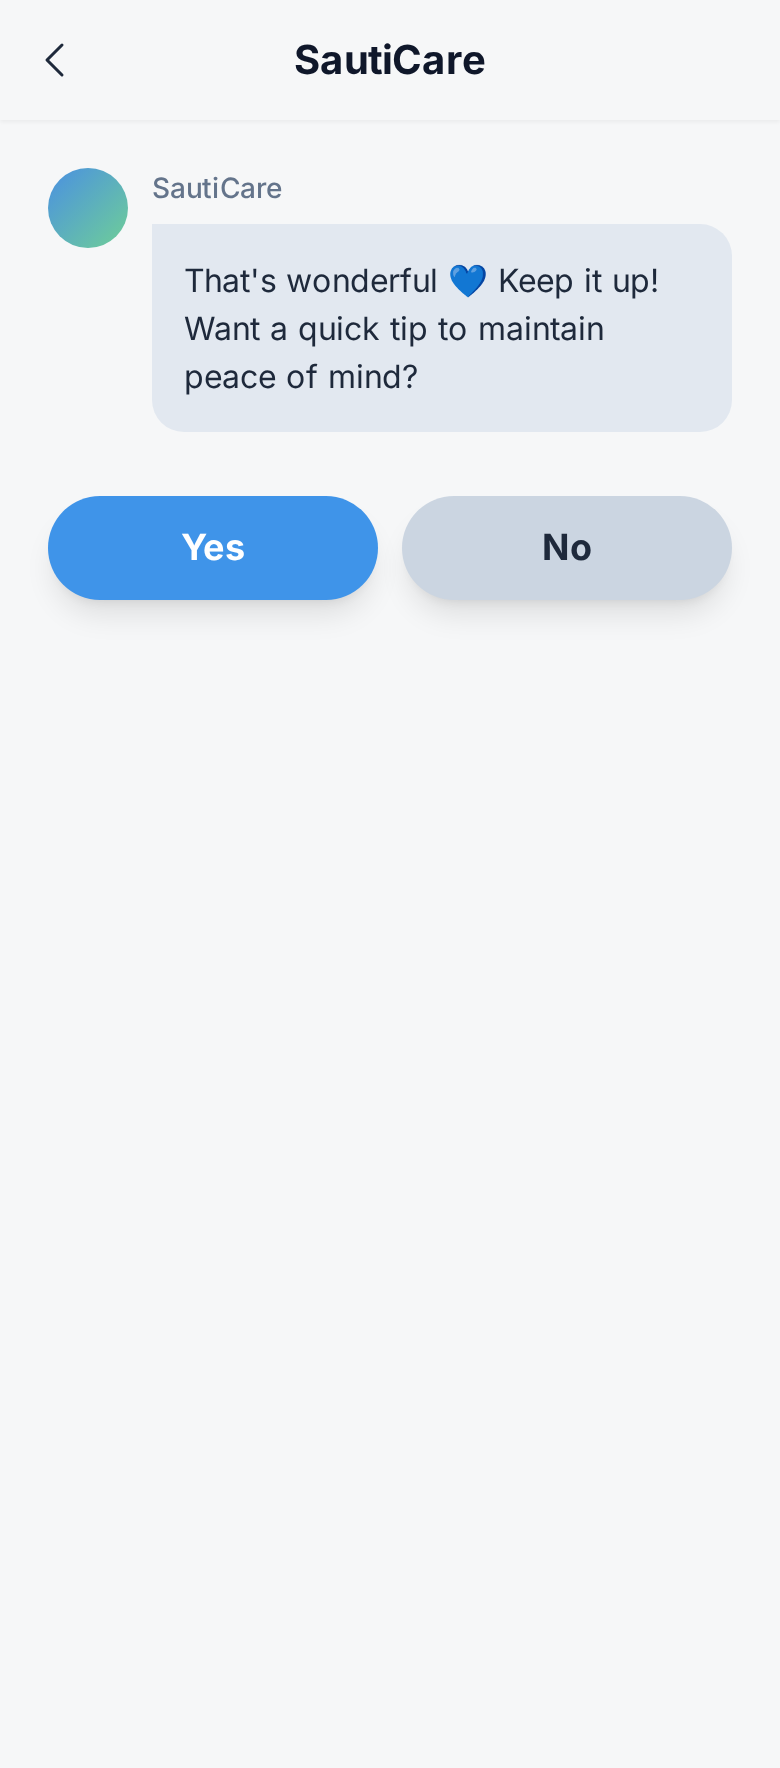 SautiCare
SautiCare
That's wonderful 💙 Keep it up!
Want a quick tip to maintain
peace of mind?
Yes
No